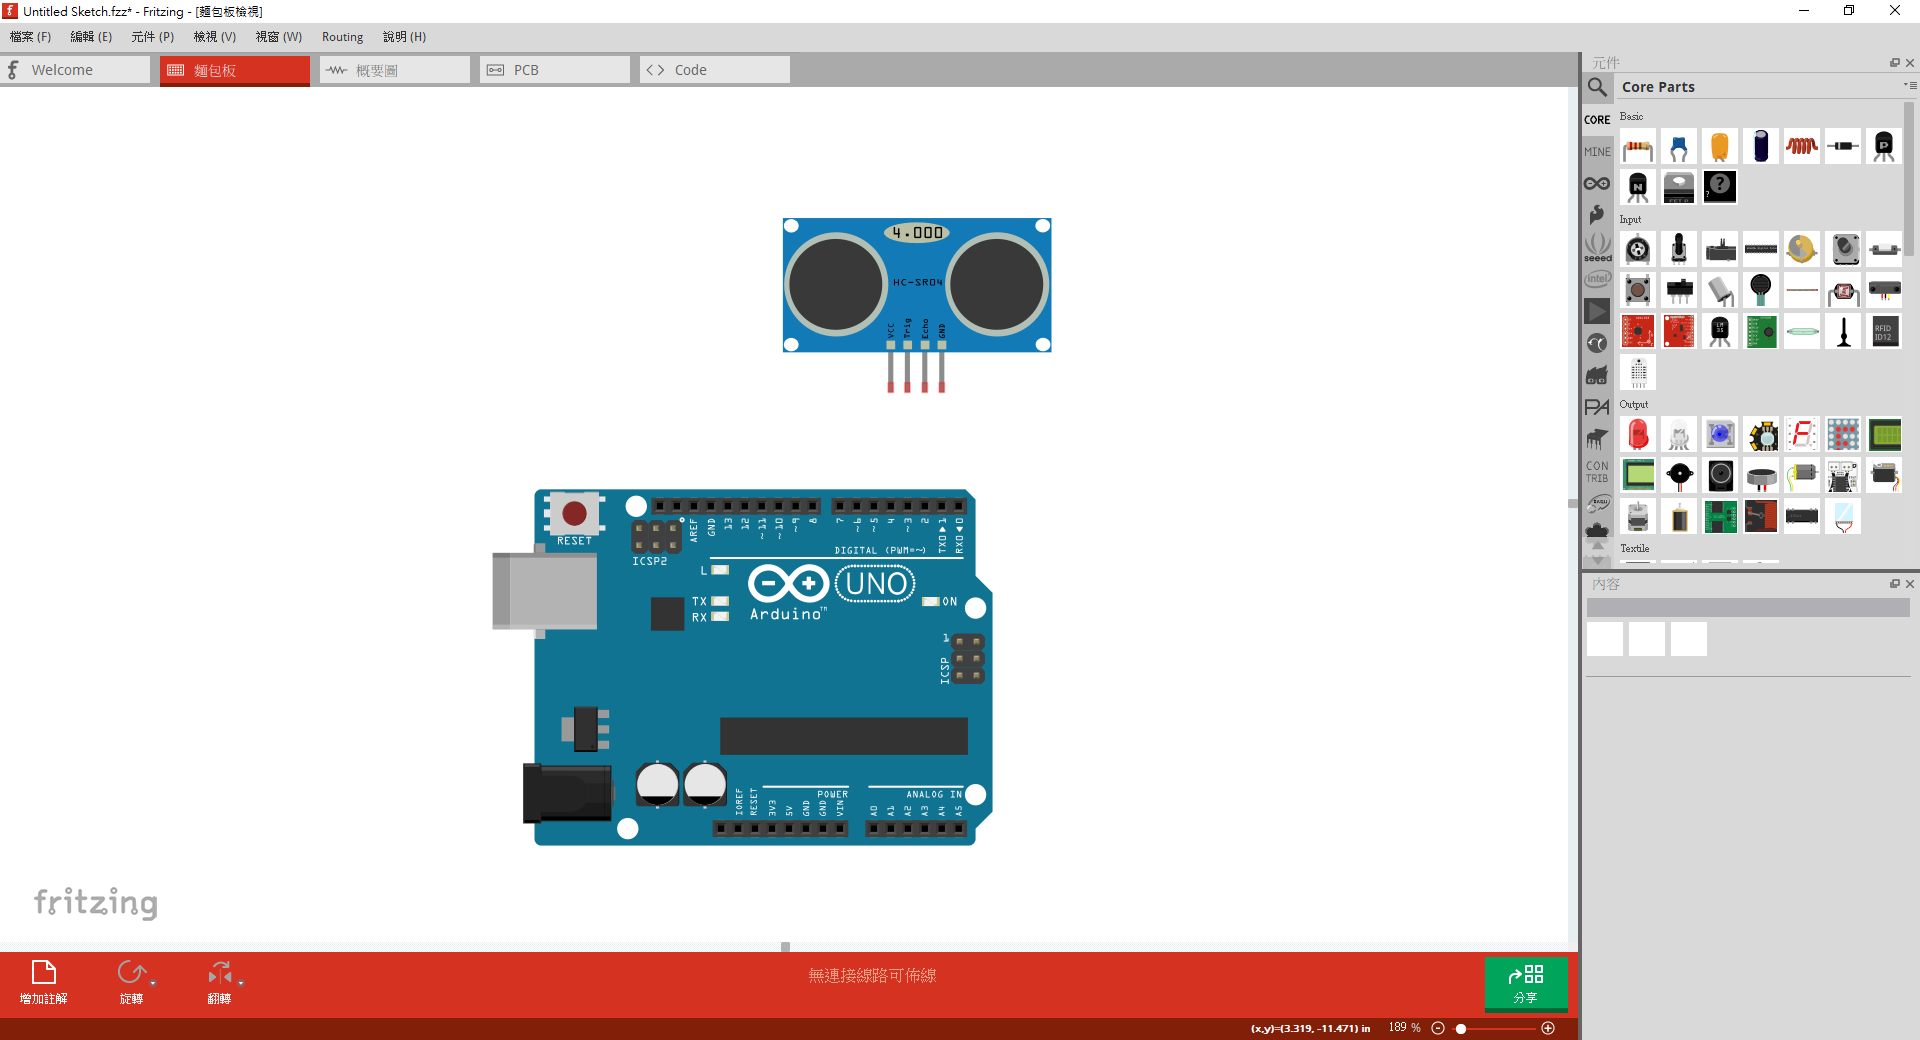 Untitled Sketch.fzz* - Fritzing - [麵包板檢視]
檔案 (F) 編輯 (E) 元件 (P) 檢視 (V) 視窗 (W) Routing 說明 (H)
Welcome 麵包板 概要圖 PCB Code
元件
Core Parts
CORE
MINE
seeed
intel
PA
CON
TRIB
Basic
P
N
?
Input
RFID
ID12
Output
Textile
內容
4.000
HC-SR04
VCC Trig Echo GND
RESET
ICSP2
AREF GND 13 12 ~11 ~10 ~9 8 7 ~6 ~5 4 ~3 2 TX0▶1 RX0◀0
DIGITAL (PWM=~)
L
TX
RX
UNO
Arduino™
ON
1
ICSP
POWER
ANALOG IN
IOREF RESET 3V3 5V GND GND VIN A0 A1 A2 A3 A4 A5
fritzing
增加註解 旋轉 翻轉
無連接線路可佈線
分享
(x,y)=(3.319, -11.471) in 189 %